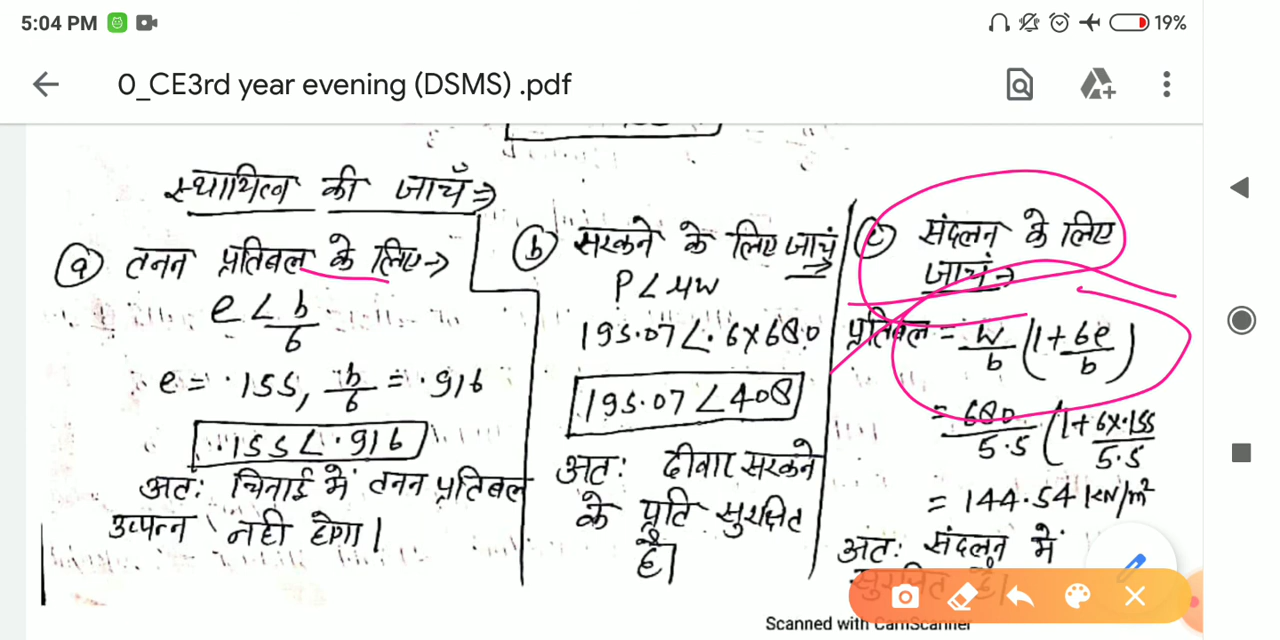 5:04 PM
19%
0_CE3rd year evening (DSMS) .pdf
स्थायित्व की जाचँ ⇒
(a) तनन प्रतिबल के लिए →
e < b/6
e = .155, b/6 = .916
.155 < .916
अतः चिनाई में तनन प्रतिबल
उत्पन्न नही होगा।
(b) सरकने के लिए जाचं →
P < μW
195.07 < .6×680
195.07 < 408
अतः दीवार सरकने
के प्रति सुरक्षित
है।
(c) संदलन के लिए
जाचं →
प्रतिबल = W/b (1 + 6e/b)
= 680/5.5 (1 + 6×.155/5.5
= 144.54 kN/m²
अतः संदलन में
सुरक्षित है।
Scanned with CamScanner